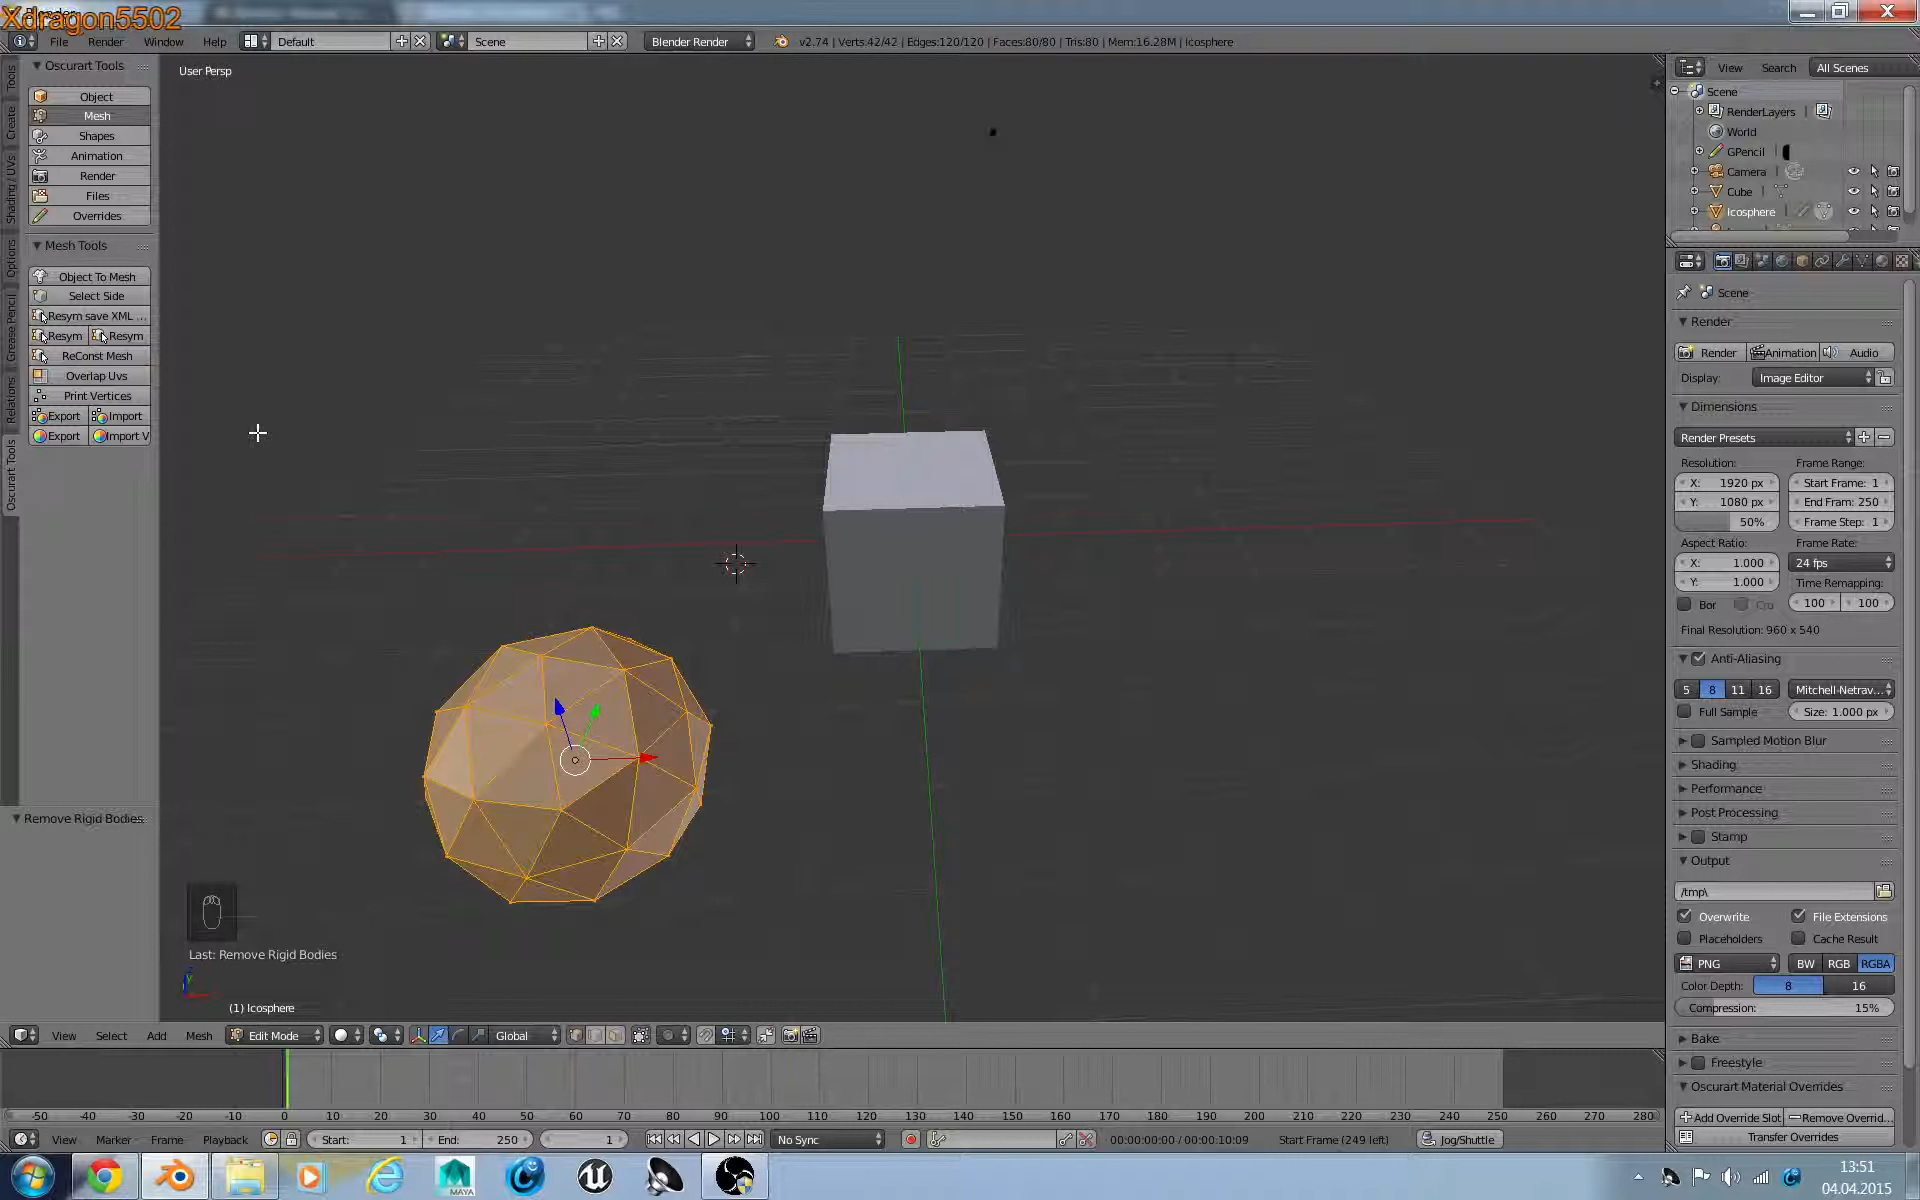 Xdragon5502
File Render Window Help Default Scene Blender Render v2.74 | Verts:42/42 | Edges:120/120 | Faces:80/80 | Tris:80 | Mem:16.28M | Icosphere
Oscurart Tools
Object
Mesh
Shapes
Animation
Render
Files
Overrides
Mesh Tools
Object To Mesh
Select Side
Resym save XML ...
Resym Resym
ReConst Mesh
Overlap Uvs
Print Vertices
Export Import
Export Import V
Remove Rigid Bodies
Tools
Create
Shading / UVs
Options
Grease Pencil
Relations
Oscurart Tools
User Persp
Last: Remove Rigid Bodies
(1) Icosphere
View Select Add Mesh Edit Mode Global
View Search All Scenes
Scene
RenderLayers
World
GPencil
Camera
Cube
Icosphere
Scene
Render
Render Animation Audio
Display: Image Editor
Dimensions
Render Presets
Resolution: Frame Range:
X: 1920 px Start Frame: 1
Y: 1080 px End Fram: 250
50% Frame Step: 1
Aspect Ratio: Frame Rate:
X: 1.000 24 fps
Y: 1.000 Time Remapping:
Bor Cro 100 100
Final Resolution: 960 x 540
Anti-Aliasing
5 8 11 16 Mitchell-Netrav...
Full Sample Size: 1.000 px
Sampled Motion Blur
Shading
Performance
Post Processing
Stamp
Output
/tmp\
Overwrite File Extensions
Placeholders Cache Result
PNG BW RGB RGBA
Color Depth: 8 16
Compression: 15%
Bake
Freestyle
Oscurart Material Overrides
Add Override Slot Remove Overrid...
Transfer Overrides
-50 -40 -30 -20 -10 0 10 20 30 40 50 60 70 80 90 100 110 120 130 140 150 160 170 180 190 200 210 220 230 240 250 260 270 280
View Marker Frame Playback Start: 1 End: 250 1 No Sync 00:00:00:00 / 00:00:10:09 Start Frame (249 left) Jog/Shuttle
MAYA
13:51
04.04.2015